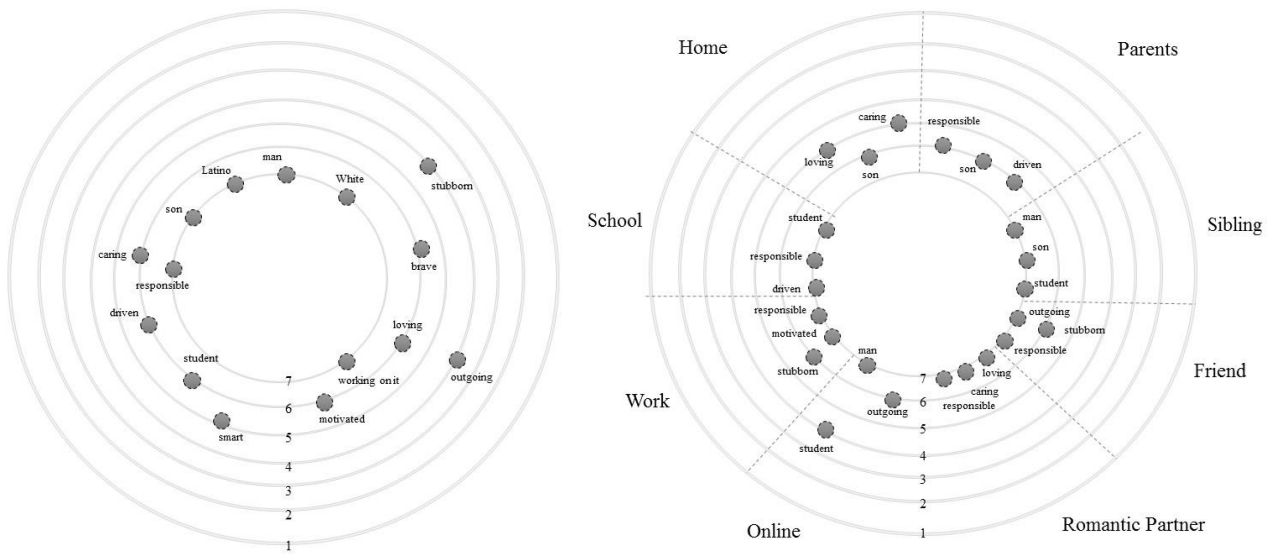 man
Latino
White
stubborn
son
caring
brave
responsible
driven
loving
student
working on it
outgoing
7
6
motivated
smart
5
4
3
2
1
Home
Parents
caring
responsible
loving
son
son
driven
School
student
man
Sibling
responsible
son
driven
student
responsible
outgoing
motivated
stubborn
stubborn
man
responsible
loving
Friend
7
caring
Work
outgoing
6
responsible
5
student
4
3
2
Online
1
Romantic Partner